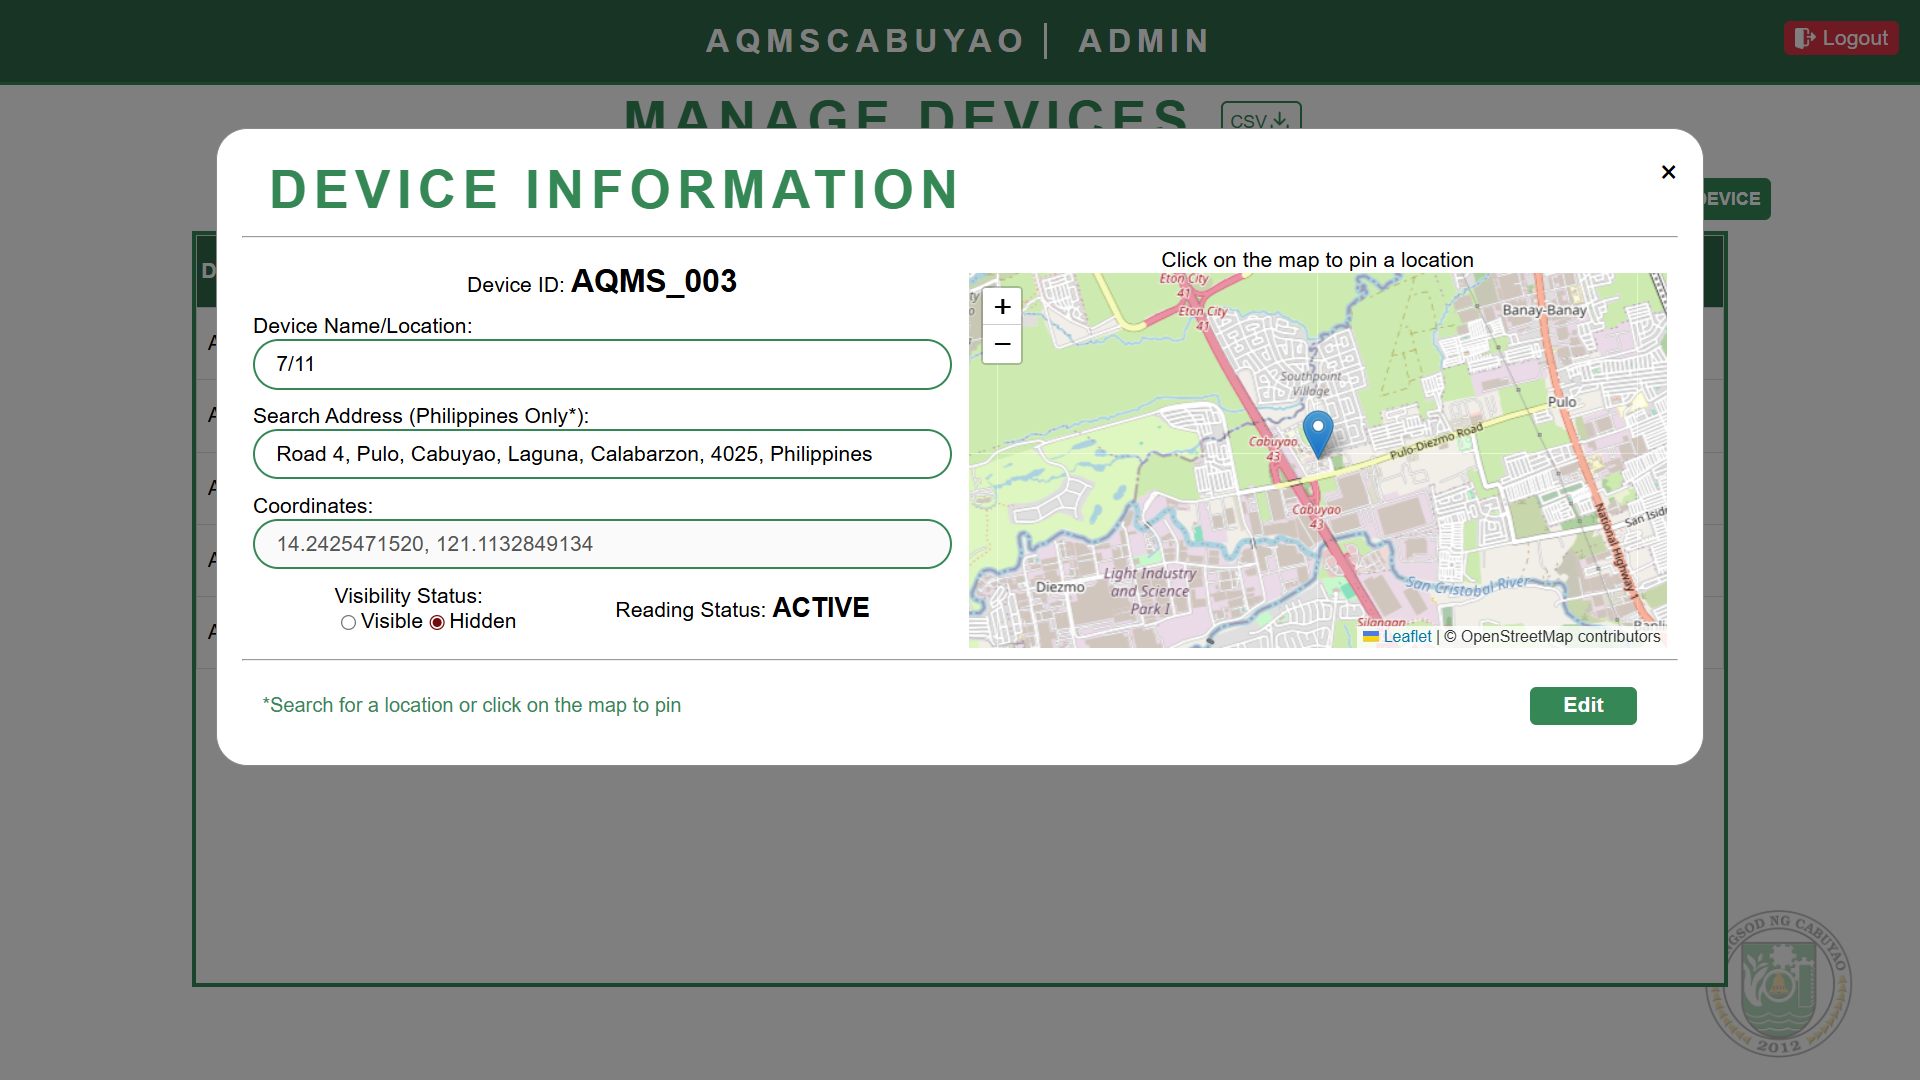 AQMSCABUYAO | ADMIN
Logout
MANAGE DEVICES
CSV
DEVICE
D
DEVICE INFORMATION
×
Device ID: AQMS_003
Device Name/Location:
7/11
Search Address (Philippines Only*):
Road 4, Pulo, Cabuyao, Laguna, Calabarzon, 4025, Philippines
Coordinates:
14.2425471520, 121.1132849134
Visibility Status:
Visible Hidden
Reading Status: ACTIVE
Click on the map to pin a location
+
−
Eton City
41
Eton City
41
Banay-Banay
Southpoint
Village
Pulo
Cabuyao
43
Pulo-Diezmo Road
Cabuyao
43
National Highway 1
San Isid
Diezmo
Light Industry
and Science
Park I
San Cristobal River
Silangan
Leaflet | © OpenStreetMap contributors
*Search for a location or click on the map to pin
Edit
A
A
A
A
A
GSOD NG CABUYAO
2012